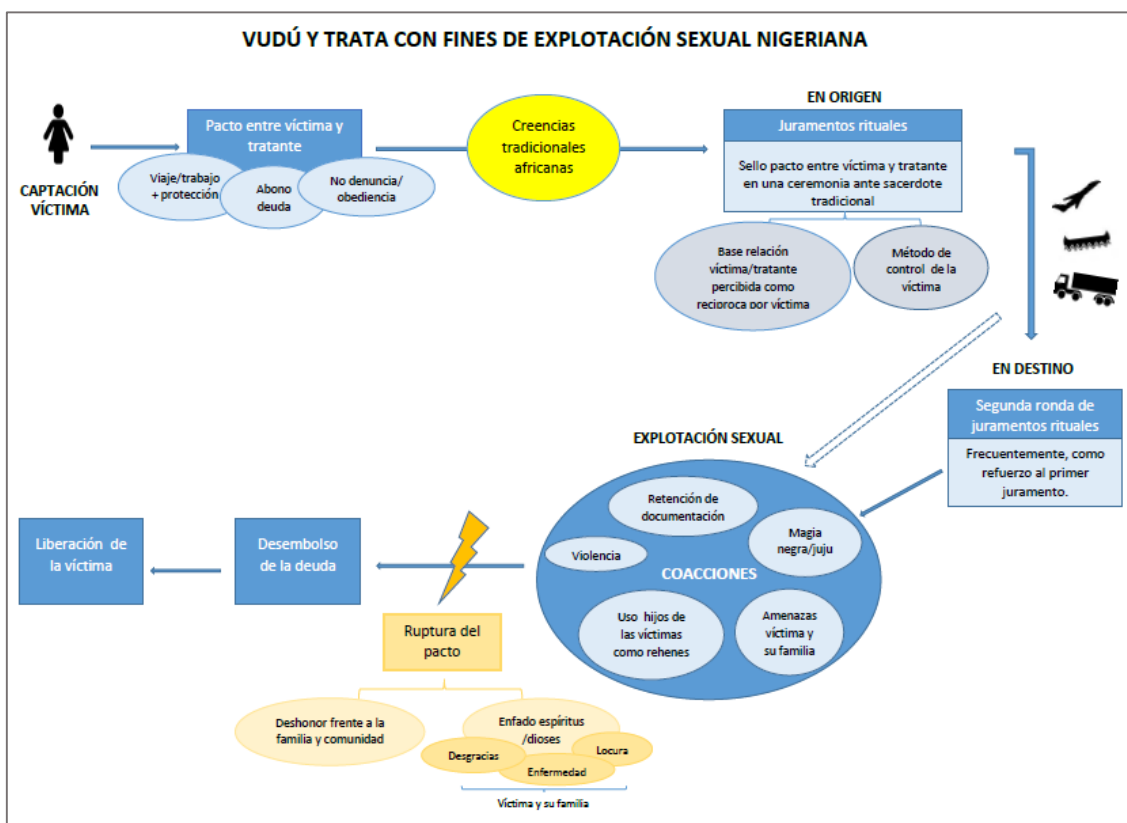 VUDÚ Y TRATA CON FINES DE EXPLOTACIÓN SEXUAL NIGERIANA
CAPTACIÓN
VÍCTIMA
Pacto entre víctima y
tratante
Viaje/trabajo
+ protección
Abono
deuda
No denuncia/
obediencia
Creencias
tradicionales
africanas
EN ORIGEN
Juramentos rituales
Sello pacto entre víctima y tratante
en una ceremonia ante sacerdote
tradicional
Base relación
víctima/tratante
percibida como
reciproca por víctima
Método de
control de la
víctima
EN DESTINO
Segunda ronda de
juramentos rituales
Frecuentemente, como
refuerzo al primer
juramento.
EXPLOTACIÓN SEXUAL
Retención de
documentación
Magia
negra/juju
Violencia
COACCIONES
Uso hijos de
las víctimas
como rehenes
Amenazas
víctima y
su familia
Desembolso
de la deuda
Liberación de
la víctima
Ruptura del
pacto
Deshonor frente a la
familia y comunidad
Enfado espíritus
/dioses
Desgracias
Locura
Enfermedad
Víctima y su familia